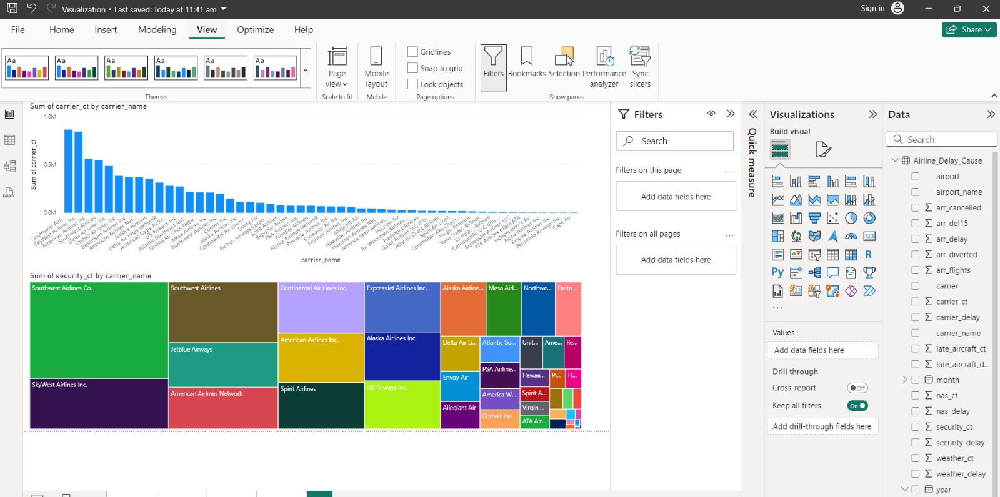 Visualization • Last saved: Today at 11:41 am
Sign in
File Home Insert Modeling View Optimize Help
Share
Aa Aa Aa Aa Aa Aa
Page view
Mobile layout
Gridlines
Snap to grid
Lock objects
Filters
Bookmarks
Selection
Performance analyzer
Sync slicers
Themes
Scale to fit
Mobile
Page options
Show panes
Sum of carrier_ct by carrier_name
1.0M
0.5M
0.0M
Sum of carrier_ct
Southwest Airl...
SkyWest Airlines Inc.
American Airlines Inc.
Southwest Airlines
Delta Air Lines Inc.
United Air Lines Inc.
ExpressJet Airlines Inc.
American Airlines Net...
JetBlue Airways
Delta Air Lines Network
American Eagle Airlin...
US Airways Inc.
Atlantic Southeast Airl...
United Air Lines Netw...
Mesa Airlines Inc.
Northwest Airlines Inc.
Comair Inc.
Alaska Airlines Inc.
Continental Air Lines I...
Envoy Air
AirTran Airways Corpo...
Spirit Airlines
Republic Airline
PSA Airlines Inc.
Frontier Airlines
Alaska Airlines Network
Pinnacle Airlines Inc.
Endeavor Air Inc.
Frontier Airlines Inc.
Allegiant Air
Hawaiian Airlines Inc.
Hawaiian Airlines Net...
America West Airlines...
Horizon Air
Air Wisconsin Airlines...
GoJet Airlines LLC d/b...
Piedmont Airlines
Atlantic Coast Airlines
Spirit Air Lines
Commutair Aka Cham...
Virgin America
Trans States Airlines
Compass Airlines
CommuteAir LLC dba ...
ExpressJet Airlines LLC
ATA Airlines d/b/a ATA
Independence Air
Aloha Airlines Inc.
Empire Airlines Inc.
Peninsula Airways Inc.
Cape Air
carrier_name
Sum of security_ct by carrier_name
Southwest Airlines Co.
SkyWest Airlines Inc.
Southwest Airlines
JetBlue Airways
American Airlines Network
Continental Air Lines Inc.
American Airlines Inc.
Spirit Airlines
ExpressJet Airlines Inc.
Alaska Airlines Inc.
US Airways Inc.
Alaska Airline...
Mesa Airl...
Northwe...
Delta ...
Delta Air Li...
Envoy Air
Allegiant Air
Atlantic So...
PSA Airline...
America W...
Comair Inc.
Unit...
Ame...
Re...
Hawaii...
Pi...
H...
Spirit A...
Virgin ...
ATA Air...
Filters
Search
Filters on this page ...
Add data fields here
Filters on all pages ...
Add data fields here
Quick measure
Visualizations
Build visual
123
R
Py
123
...
Values
Add data fields here
Drill through
Cross-report Off
Keep all filters On
Add drill-through fields here
Data
Search
Airline_Delay_Cause
airport
airport_name
∑ arr_cancelled
∑ arr_del15
∑ arr_delay
∑ arr_diverted
∑ arr_flights
carrier
∑ carrier_ct
∑ carrier_delay
carrier_name
∑ late_aircraft_ct
∑ late_aircraft_d...
month
∑ nas_ct
∑ nas_delay
∑ security_ct
∑ security_delay
∑ weather_ct
∑ weather_delay
year